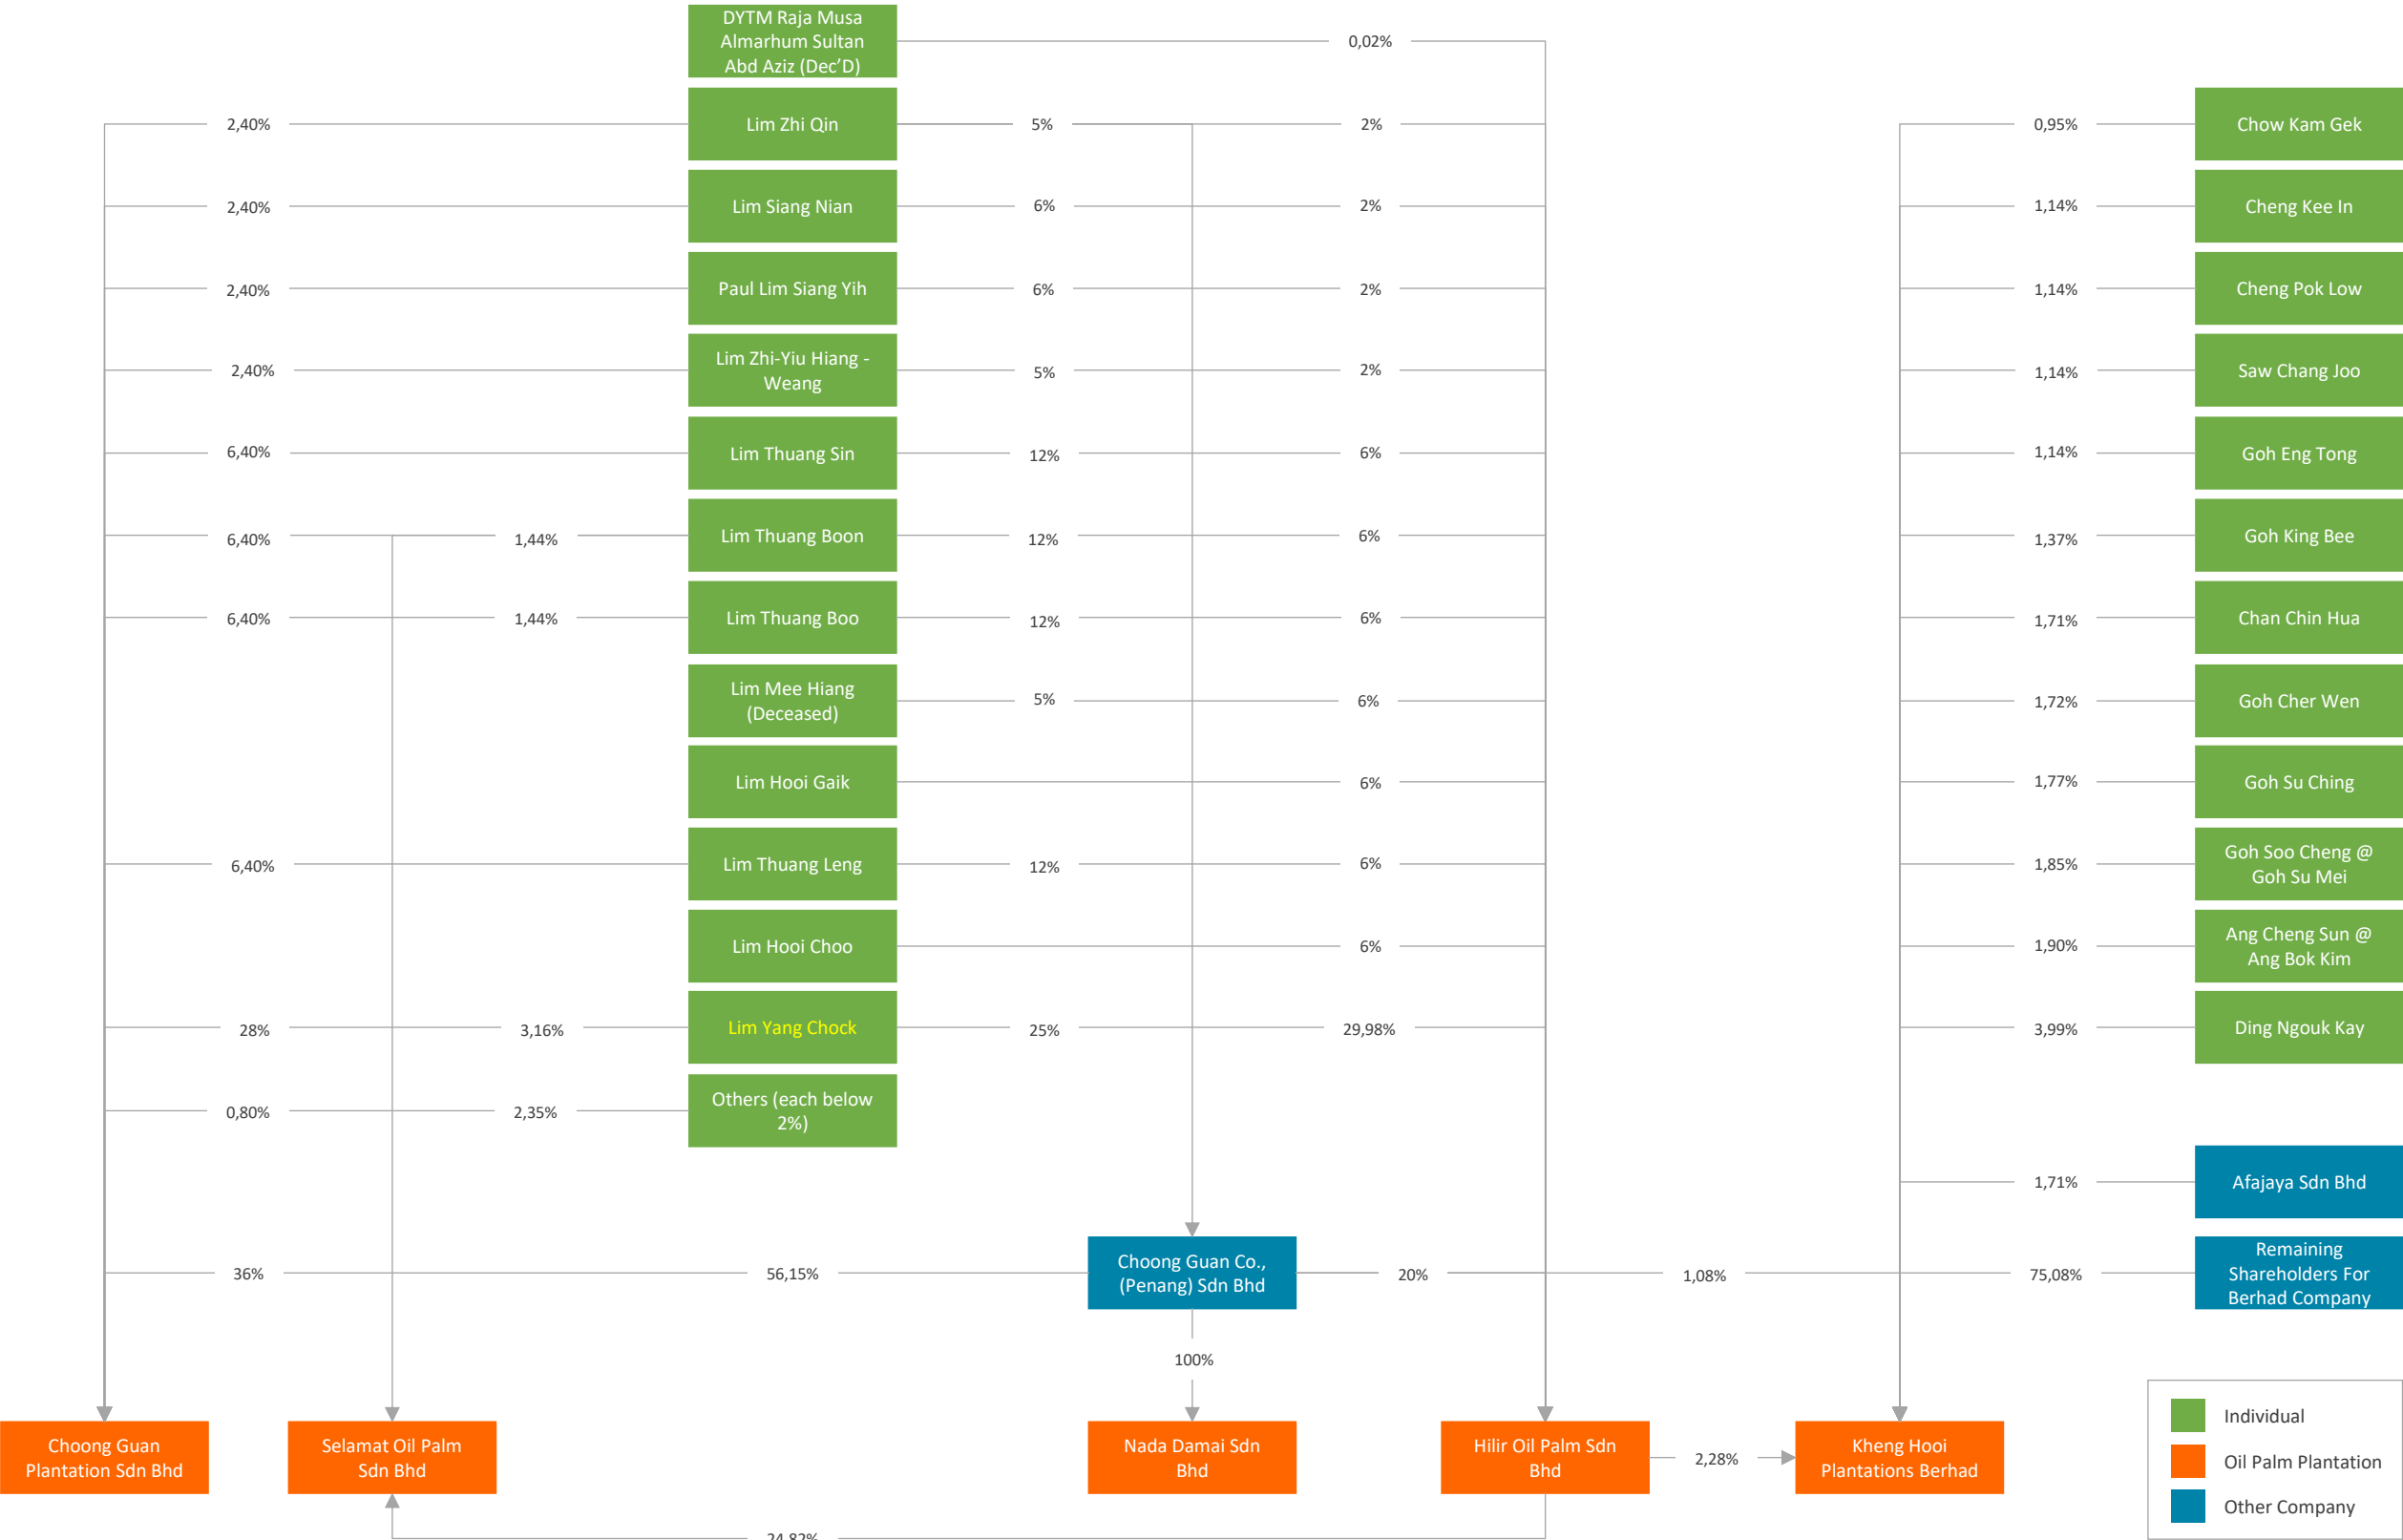 DYTM Raja Musa
Almarhum Sultan
Abd Aziz (Dec'D)
0,02%
2,40%
Lim Zhi Qin
5%
2%
0,95%
Chow Kam Gek
2,40%
Lim Siang Nian
6%
2%
1,14%
Cheng Kee In
2,40%
Paul Lim Siang Yih
6%
2%
1,14%
Cheng Pok Low
2,40%
Lim Zhi-Yiu Hiang -
Weang
5%
2%
1,14%
Saw Chang Joo
6,40%
Lim Thuang Sin
12%
6%
1,14%
Goh Eng Tong
6,40%
1,44%
Lim Thuang Boon
12%
6%
1,37%
Goh King Bee
6,40%
1,44%
Lim Thuang Boo
12%
6%
1,71%
Chan Chin Hua
Lim Mee Hiang
(Deceased)
5%
6%
1,72%
Goh Cher Wen
Lim Hooi Gaik
6%
1,77%
Goh Su Ching
6,40%
Lim Thuang Leng
12%
6%
1,85%
Goh Soo Cheng @
Goh Su Mei
Lim Hooi Choo
6%
1,90%
Ang Cheng Sun @
Ang Bok Kim
28%
3,16%
Lim Yang Chock
25%
29,98%
3,99%
Ding Ngouk Kay
0,80%
2,35%
Others (each below
2%)
1,71%
Afajaya Sdn Bhd
36%
56,15%
Choong Guan Co.,
(Penang) Sdn Bhd
20%
1,08%
75,08%
Remaining
Shareholders For
Berhad Company
100%
Choong Guan
Plantation Sdn Bhd
Selamat Oil Palm
Sdn Bhd
Nada Damai Sdn
Bhd
Hilir Oil Palm Sdn
Bhd
2,28%
Kheng Hooi
Plantations Berhad
24,82%
Individual
Oil Palm Plantation
Other Company